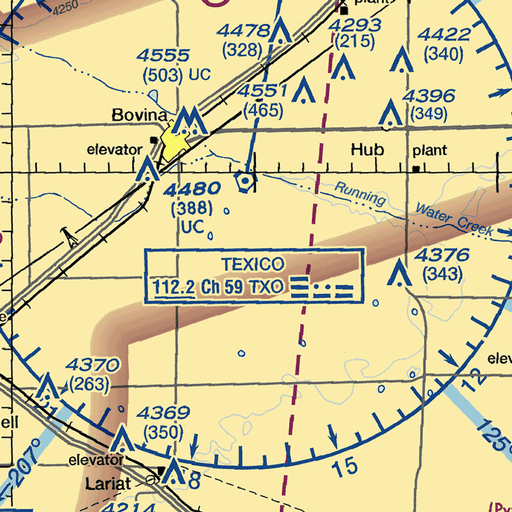 4250
plant
4478
(328)
4293
(215)
4422
(340)
4555
(503) UC
4551
(465)
4396
(349)
Bovina
elevator
Hub
plant
4480
(388)
UC
Running
Water Creek
4376
(343)
TEXICO
112.2 Ch 59 TXO
4370
(263)
12
4369
(350)
125°
207°
elevator
15
Lariat
8
4214